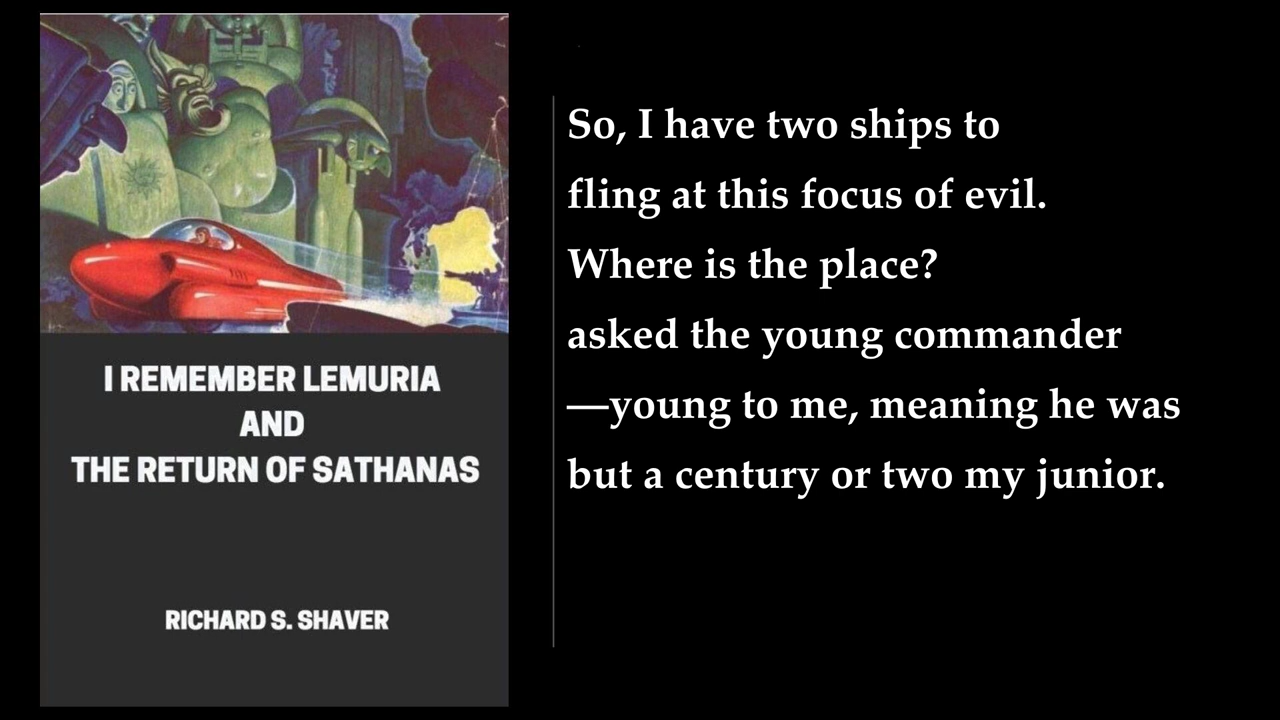 I REMEMBER LEMURIA
AND
THE RETURN OF SATHANAS
RICHARD S. SHAVER
So, I have two ships to
fling at this focus of evil.
Where is the place?
asked the young commander
—young to me, meaning he was
but a century or two my junior.